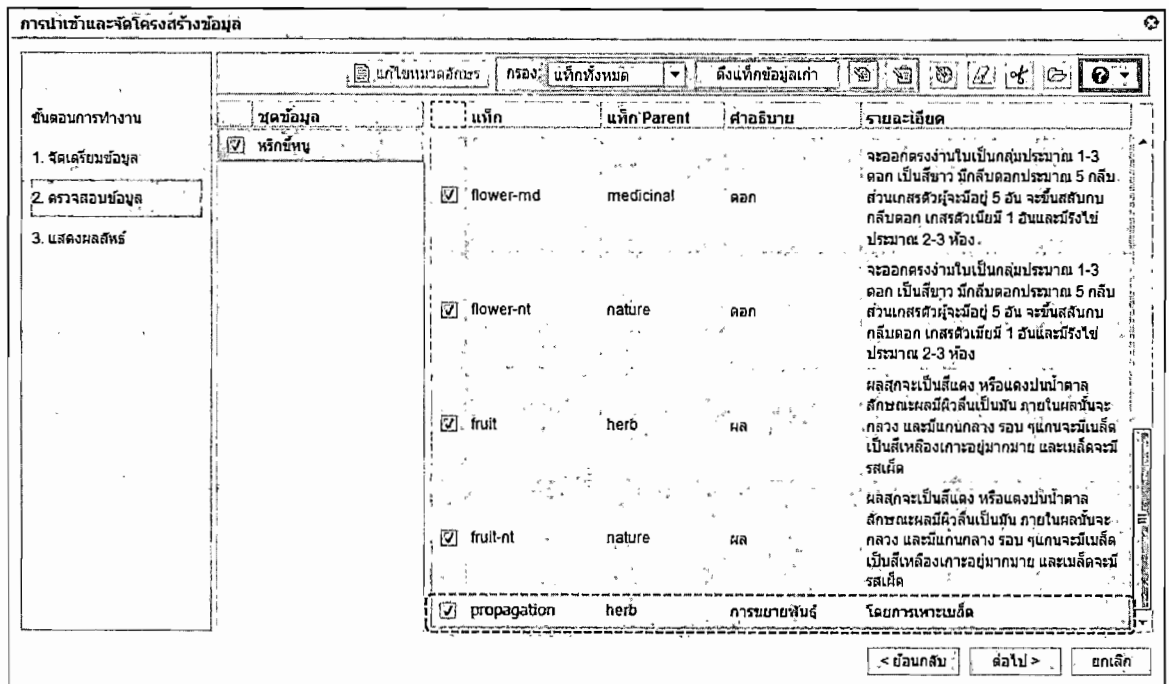 การนำเข้าและจัดโครงสร้างข้อมูล
แก้ไขหมวดอักษร กรอง: แท็กทั้งหมด ดึงแท็กข้อมูลเก่า
ขั้นตอนการทำงาน
1. จัดเตรียมข้อมูล
2. ตรวจสอบข้อมูล
3. แสดงผลลัพธ์
ชุดข้อมูล
พริกขี้หนู
แท็ก แท็ก Parent คำอธิบาย รายละเอียด
flower-md medicinal ดอก
จะออกตรงง่ามใบเป็นกลุ่มประมาณ 1-3
ดอก เป็นสีขาว มีกลีบดอกประมาณ 5 กลีบ
ส่วนเกสรตัวผู้จะมีอยู่ 5 อัน จะขึ้นสลับกบ
กลีบดอก เกสรตัวเมียมี 1 อันและมีรังไข่
ประมาณ 2-3 ห้อง
flower-nt nature ดอก
จะออกตรงง่ามใบเป็นกลุ่มประมาณ 1-3
ดอก เป็นสีขาว มีกลีบดอกประมาณ 5 กลีบ
ส่วนเกสรตัวผู้จะมีอยู่ 5 อัน จะขึ้นสลับกบ
กลีบดอก เกสรตัวเมียมี 1 อันและมีรังไข่
ประมาณ 2-3 ห้อง
fruit herb ผล
ผลสุกจะเป็นสีแดง หรือแดงปนน้ำตาล
ลักษณะผลมีผิวลื่นเป็นมัน ภายในผลนั้นจะ
กลวง และมีแกนกลาง รอบ ๆแกนจะมีเมล็ด
เป็นสีเหลืองเกาะอยู่มากมาย และเมล็ดจะมี
รสเผ็ด
fruit-nt nature ผล
ผลสุกจะเป็นสีแดง หรือแดงปนน้ำตาล
ลักษณะผลมีผิวลื่นเป็นมัน ภายในผลนั้นจะ
กลวง และมีแกนกลาง รอบ ๆแกนจะมีเมล็ด
เป็นสีเหลืองเกาะอยู่มากมาย และเมล็ดจะมี
รสเผ็ด
propagation herb การขยายพันธุ์ โดยการเพาะเมล็ด
< ย้อนกลับ ต่อไป > ยกเลิก